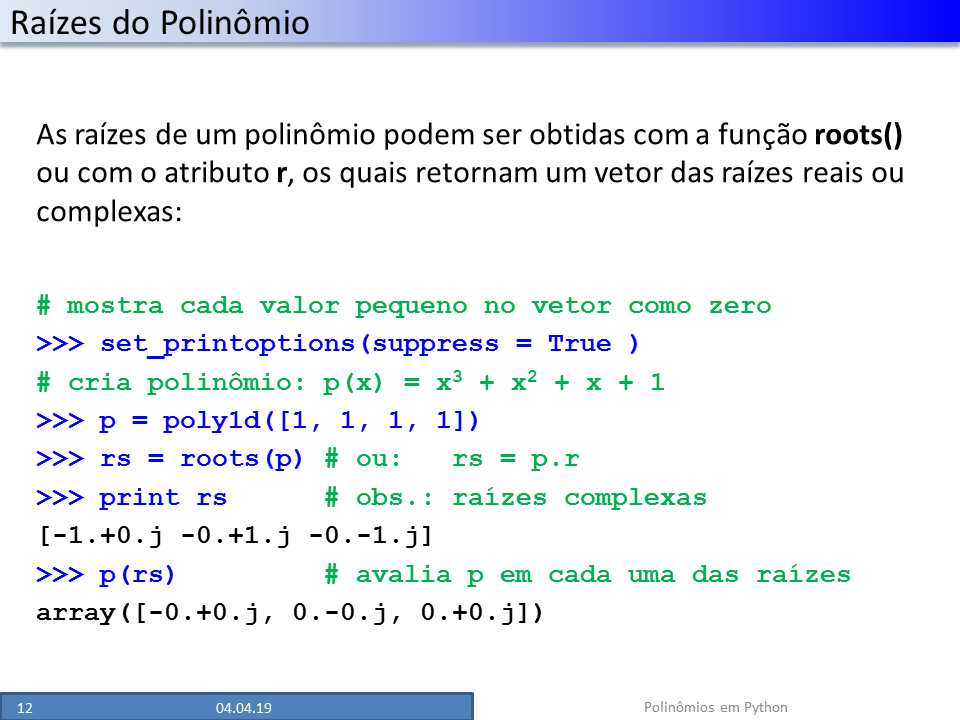 Raízes do Polinômio
As raízes de um polinômio podem ser obtidas com a função roots()
ou com o atributo r, os quais retornam um vetor das raízes reais ou
complexas:
# mostra cada valor pequeno no vetor como zero
>>> set_printoptions(suppress = True )
# cria polinômio: p(x) = x³ + x² + x + 1
>>> p = poly1d([1, 1, 1, 1])
>>> rs = roots(p) # ou:   rs = p.r
>>> print rs      # obs.: raízes complexas
[-1.+0.j -0.+1.j -0.-1.j]
>>> p(rs)         # avalia p em cada uma das raízes
array([-0.+0.j, 0.-0.j, 0.+0.j])
12 04.04.19 Polinômios em Python